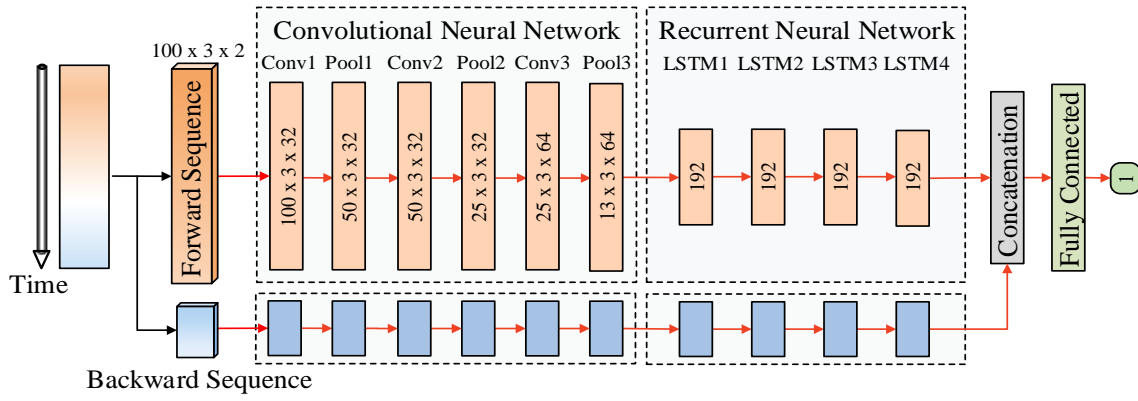 Convolutional Neural Network
Recurrent Neural Network
100 x 3 x 2
Conv1 Pool1 Conv2 Pool2 Conv3 Pool3
LSTM1 LSTM2 LSTM3 LSTM4
Time
Forward Sequence
100 x 3 x 32
50 x 3 x 32
50 x 3 x 32
25 x 3 x 32
25 x 3 x 64
13 x 3 x 64
192
192
192
192
Concatenation
Fully Connected
1
Backward Sequence